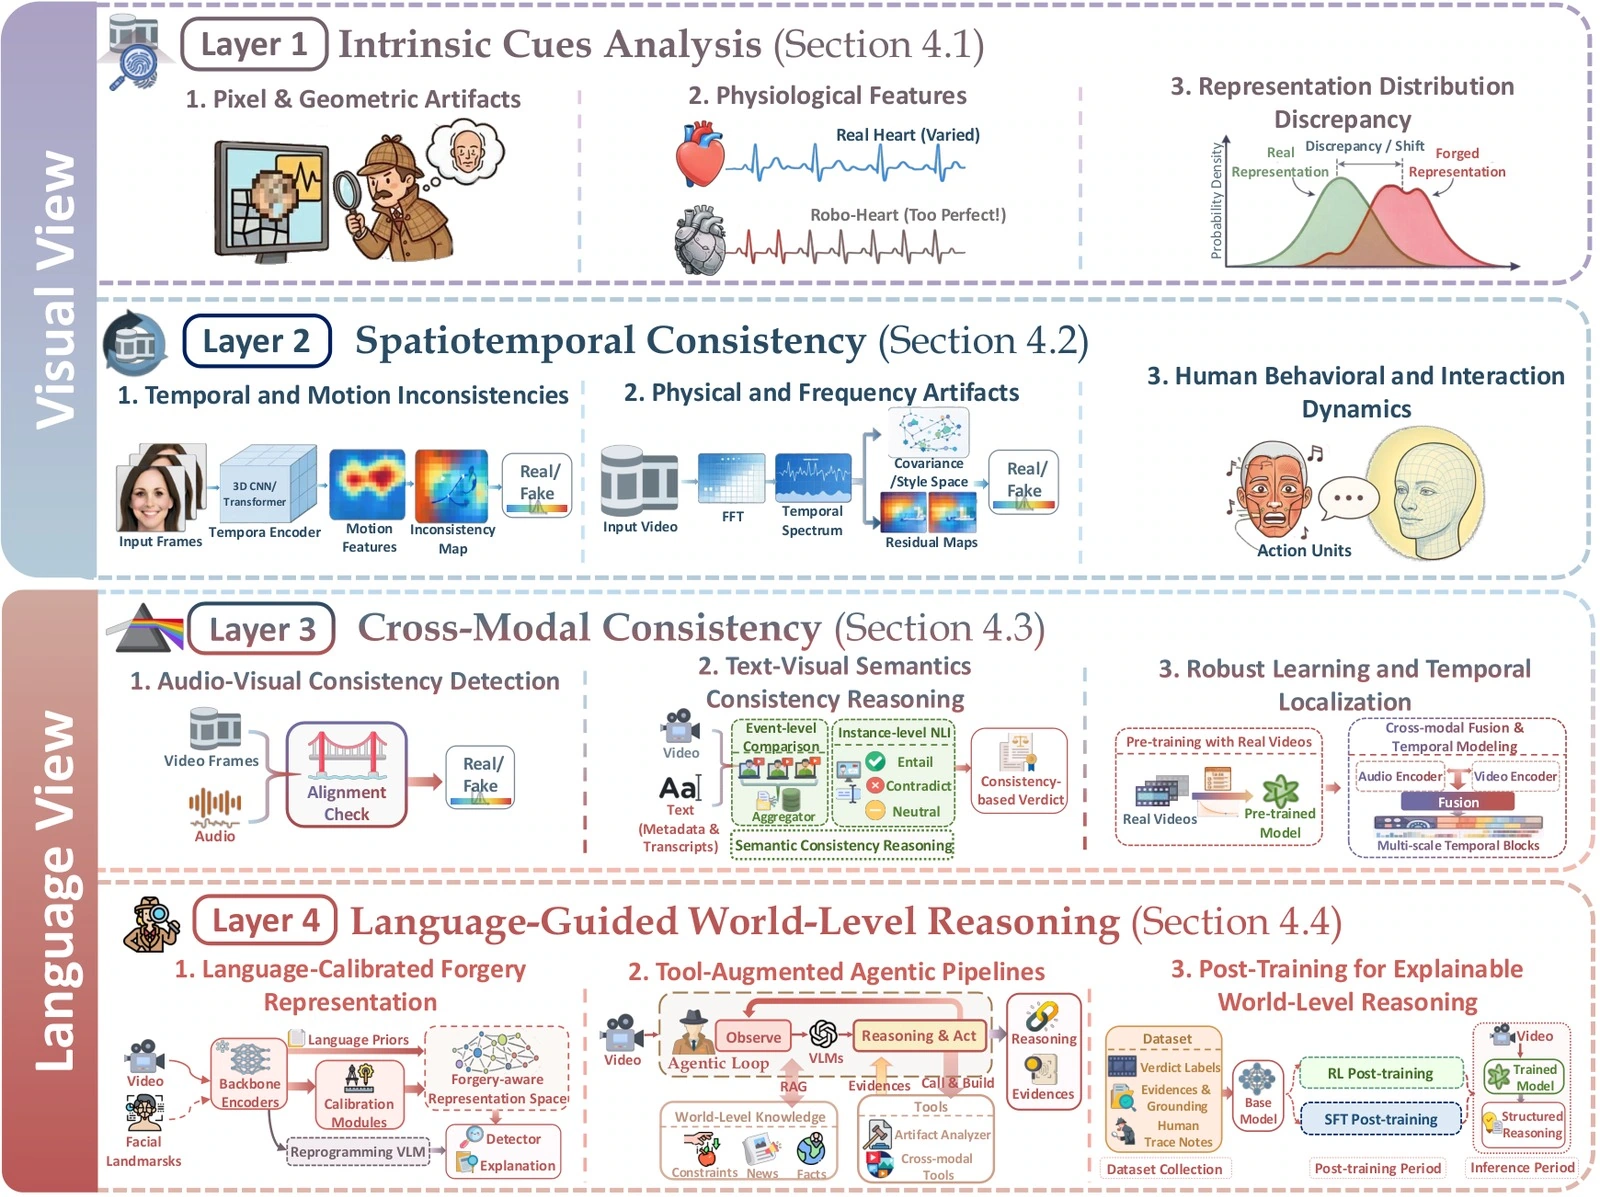 Visual View
Layer 1
Intrinsic Cues Analysis (Section 4.1)
1. Pixel & Geometric Artifacts
2. Physiological Features
Real Heart (Varied)
Robo-Heart (Too Perfect!)
3. Representation Distribution
Discrepancy
Probability Density
Discrepancy / Shift
Real
Representation
Forged
Representation
Layer 2
Spatiotemporal Consistency (Section 4.2)
1. Temporal and Motion Inconsistencies
Input Frames
3D CNN/
Transformer
Tempora Encoder
Motion
Features
Inconsistency
Map
Real/
Fake
2. Physical and Frequency Artifacts
Input Video
FFT
Temporal
Spectrum
Covariance
/Style Space
Residual Maps
Real/
Fake
3. Human Behavioral and Interaction
Dynamics
Action Units
Language View
Layer 3
Cross-Modal Consistency (Section 4.3)
1. Audio-Visual Consistency Detection
Video Frames
Audio
Alignment
Check
Real/
Fake
2. Text-Visual Semantics
Consistency Reasoning
Video
Aa
Text
(Metadata &
Transcripts)
Event-level
Comparison
Aggregator
Instance-level NLI
Entail
Contradict
Neutral
Semantic Consistency Reasoning
Consistency-
based Verdict
3. Robust Learning and Temporal
Localization
Pre-training with Real Videos
Real Videos
Pre-trained
Model
Cross-modal Fusion &
Temporal Modeling
Audio Encoder
Video Encoder
Fusion
Multi-scale Temporal Blocks
Layer 4
Language-Guided World-Level Reasoning (Section 4.4)
1. Language-Calibrated Forgery
Representation
Video
Facial
Landmarsks
Backbone
Encoders
Language Priors
Calibration
Modules
Forgery-aware
Representation Space
Reprogramming VLM
Detector
Explanation
2. Tool-Augmented Agentic Pipelines
Video
Observe
Agentic Loop
VLMs
Reasoning & Act
RAG
Evidences
Call & Build
World-Level Knowledge
Constraints
News
Facts
Tools
Artifact Analyzer
Cross-modal
Tools
Reasoning
Evidences
3. Post-Training for Explainable
World-Level Reasoning
Dataset
Verdict Labels
Evidences &
Grounding
Human
Trace Notes
Dataset Collection
Base
Model
RL Post-training
SFT Post-training
Post-training Period
Video
Trained
Model
Structured
Reasoning
Inference Period